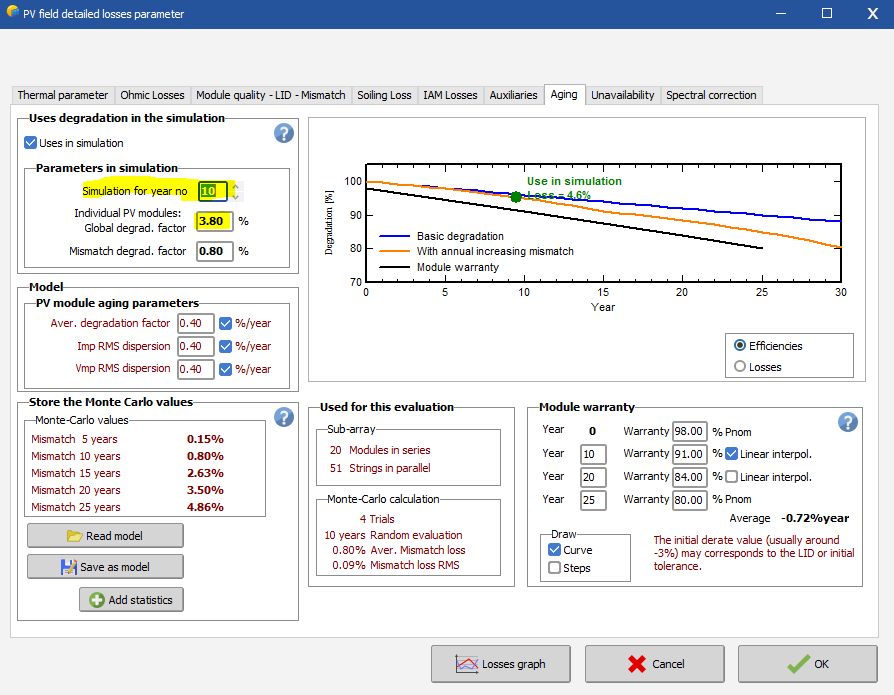 PV field detailed losses parameter
Thermal parameter Ohmic Losses Module quality - LID - Mismatch Soiling Loss IAM Losses Auxiliaries Aging Unavailability Spectral correction
Uses degradation in the simulation
?
Uses in simulation
Parameters in simulation
Simulation for year no 10
Individual PV modules:
Global degrad. factor 3.80 %
Mismatch degrad. factor 0.80 %
Model
PV module aging parameters
Aver. degradation factor 0.40 %/year
Imp RMS dispersion 0.40 %/year
Vmp RMS dispersion 0.40 %/year
Store the Monte Carlo values
?
Monte-Carlo values
Mismatch 5 years 0.15%
Mismatch 10 years 0.80%
Mismatch 15 years 2.63%
Mismatch 20 years 3.50%
Mismatch 25 years 4.86%
Read model
Save as model
Add statistics
Degradation [%]
100
90
80
70
Use in simulation
Loss = 4.6%
Basic degradation
With annual increasing mismatch
Module warranty
0 5 10 15 20 25 30
Year
Efficiencies
Losses
Used for this evaluation
Sub-array
20 Modules in series
51 Strings in parallel
Monte-Carlo calculation
4 Trials
10 years Random evaluation
0.80% Aver. Mismatch loss
0.09% Mismatch loss RMS
Module warranty
?
Year 0 Warranty 98.00 % Pnom
Year 10 Warranty 91.00 % Linear interpol.
Year 20 Warranty 84.00 % Linear interpol.
Year 25 Warranty 80.00 % Pnom
Average -0.72%year
Draw
Curve
Steps
The initial derate value (usually around
-3%) may corresponds to the LID or initial
tolerance.
Losses graph
Cancel
OK